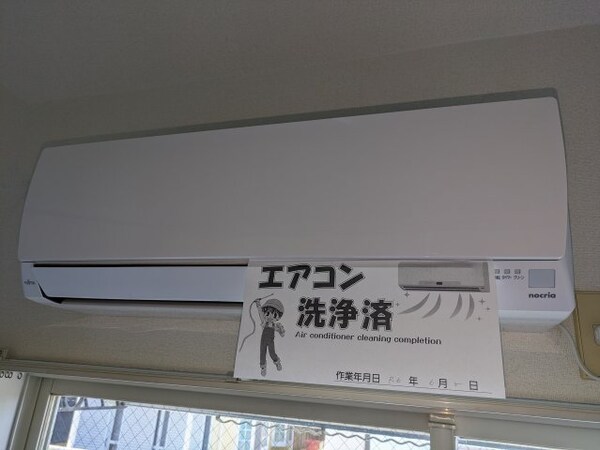 nocria
エアコン
洗浄済
Air conditioner cleaning completion
作業年月日 年 月 日